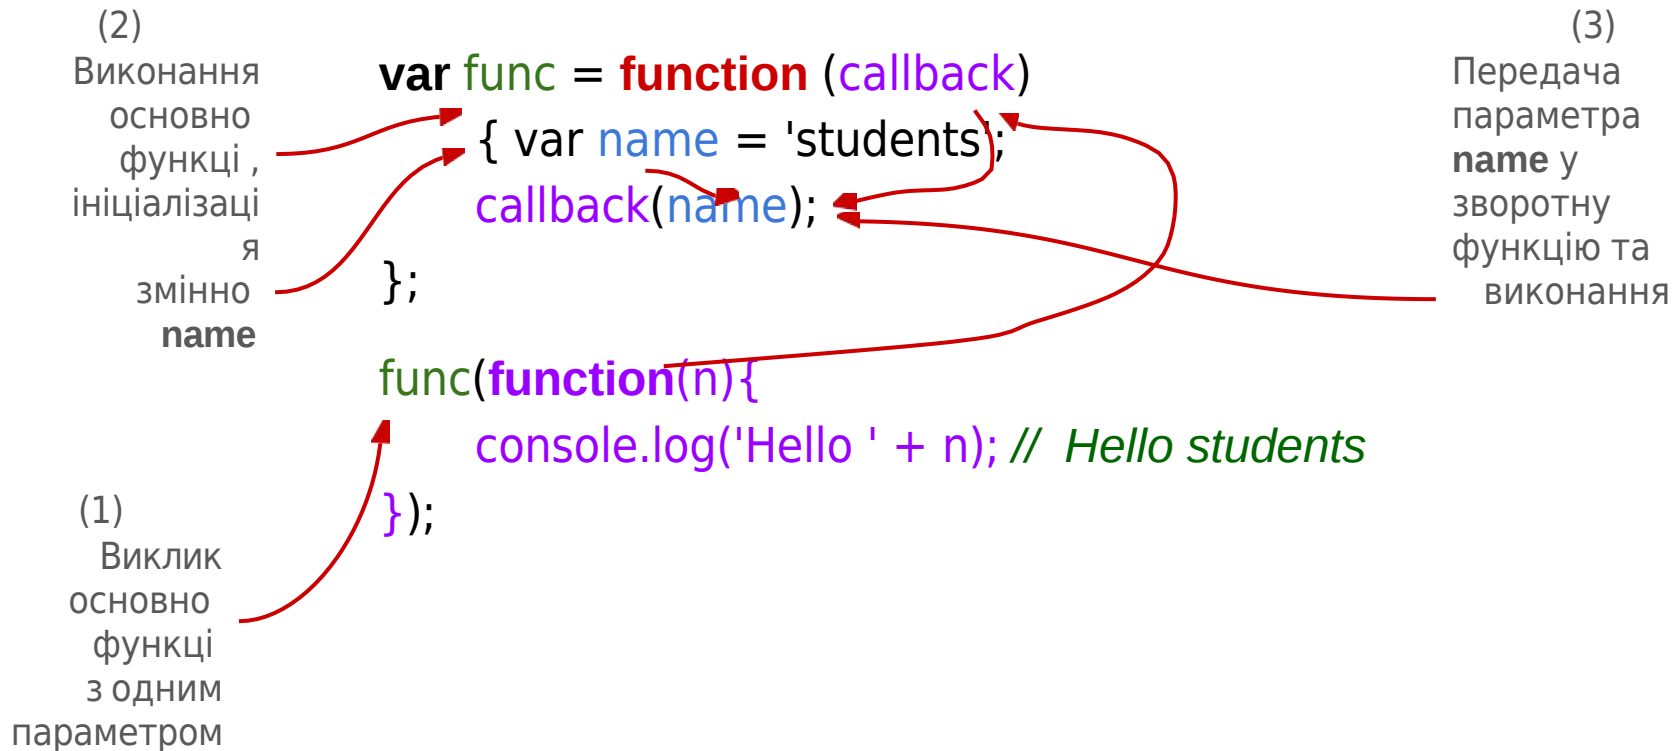 (2)
Виконання
основно
функці ,
ініціалізаці
я
змінно
name
var func = function (callback)
{ var name = 'students';
callback(name);
};
func(function(n){
console.log('Hello ' + n); // Hello students
});
(3)
Передача
параметра
name у
зворотну
функцію та
виконання
(1)
Виклик
основно
функці
з одним
параметром